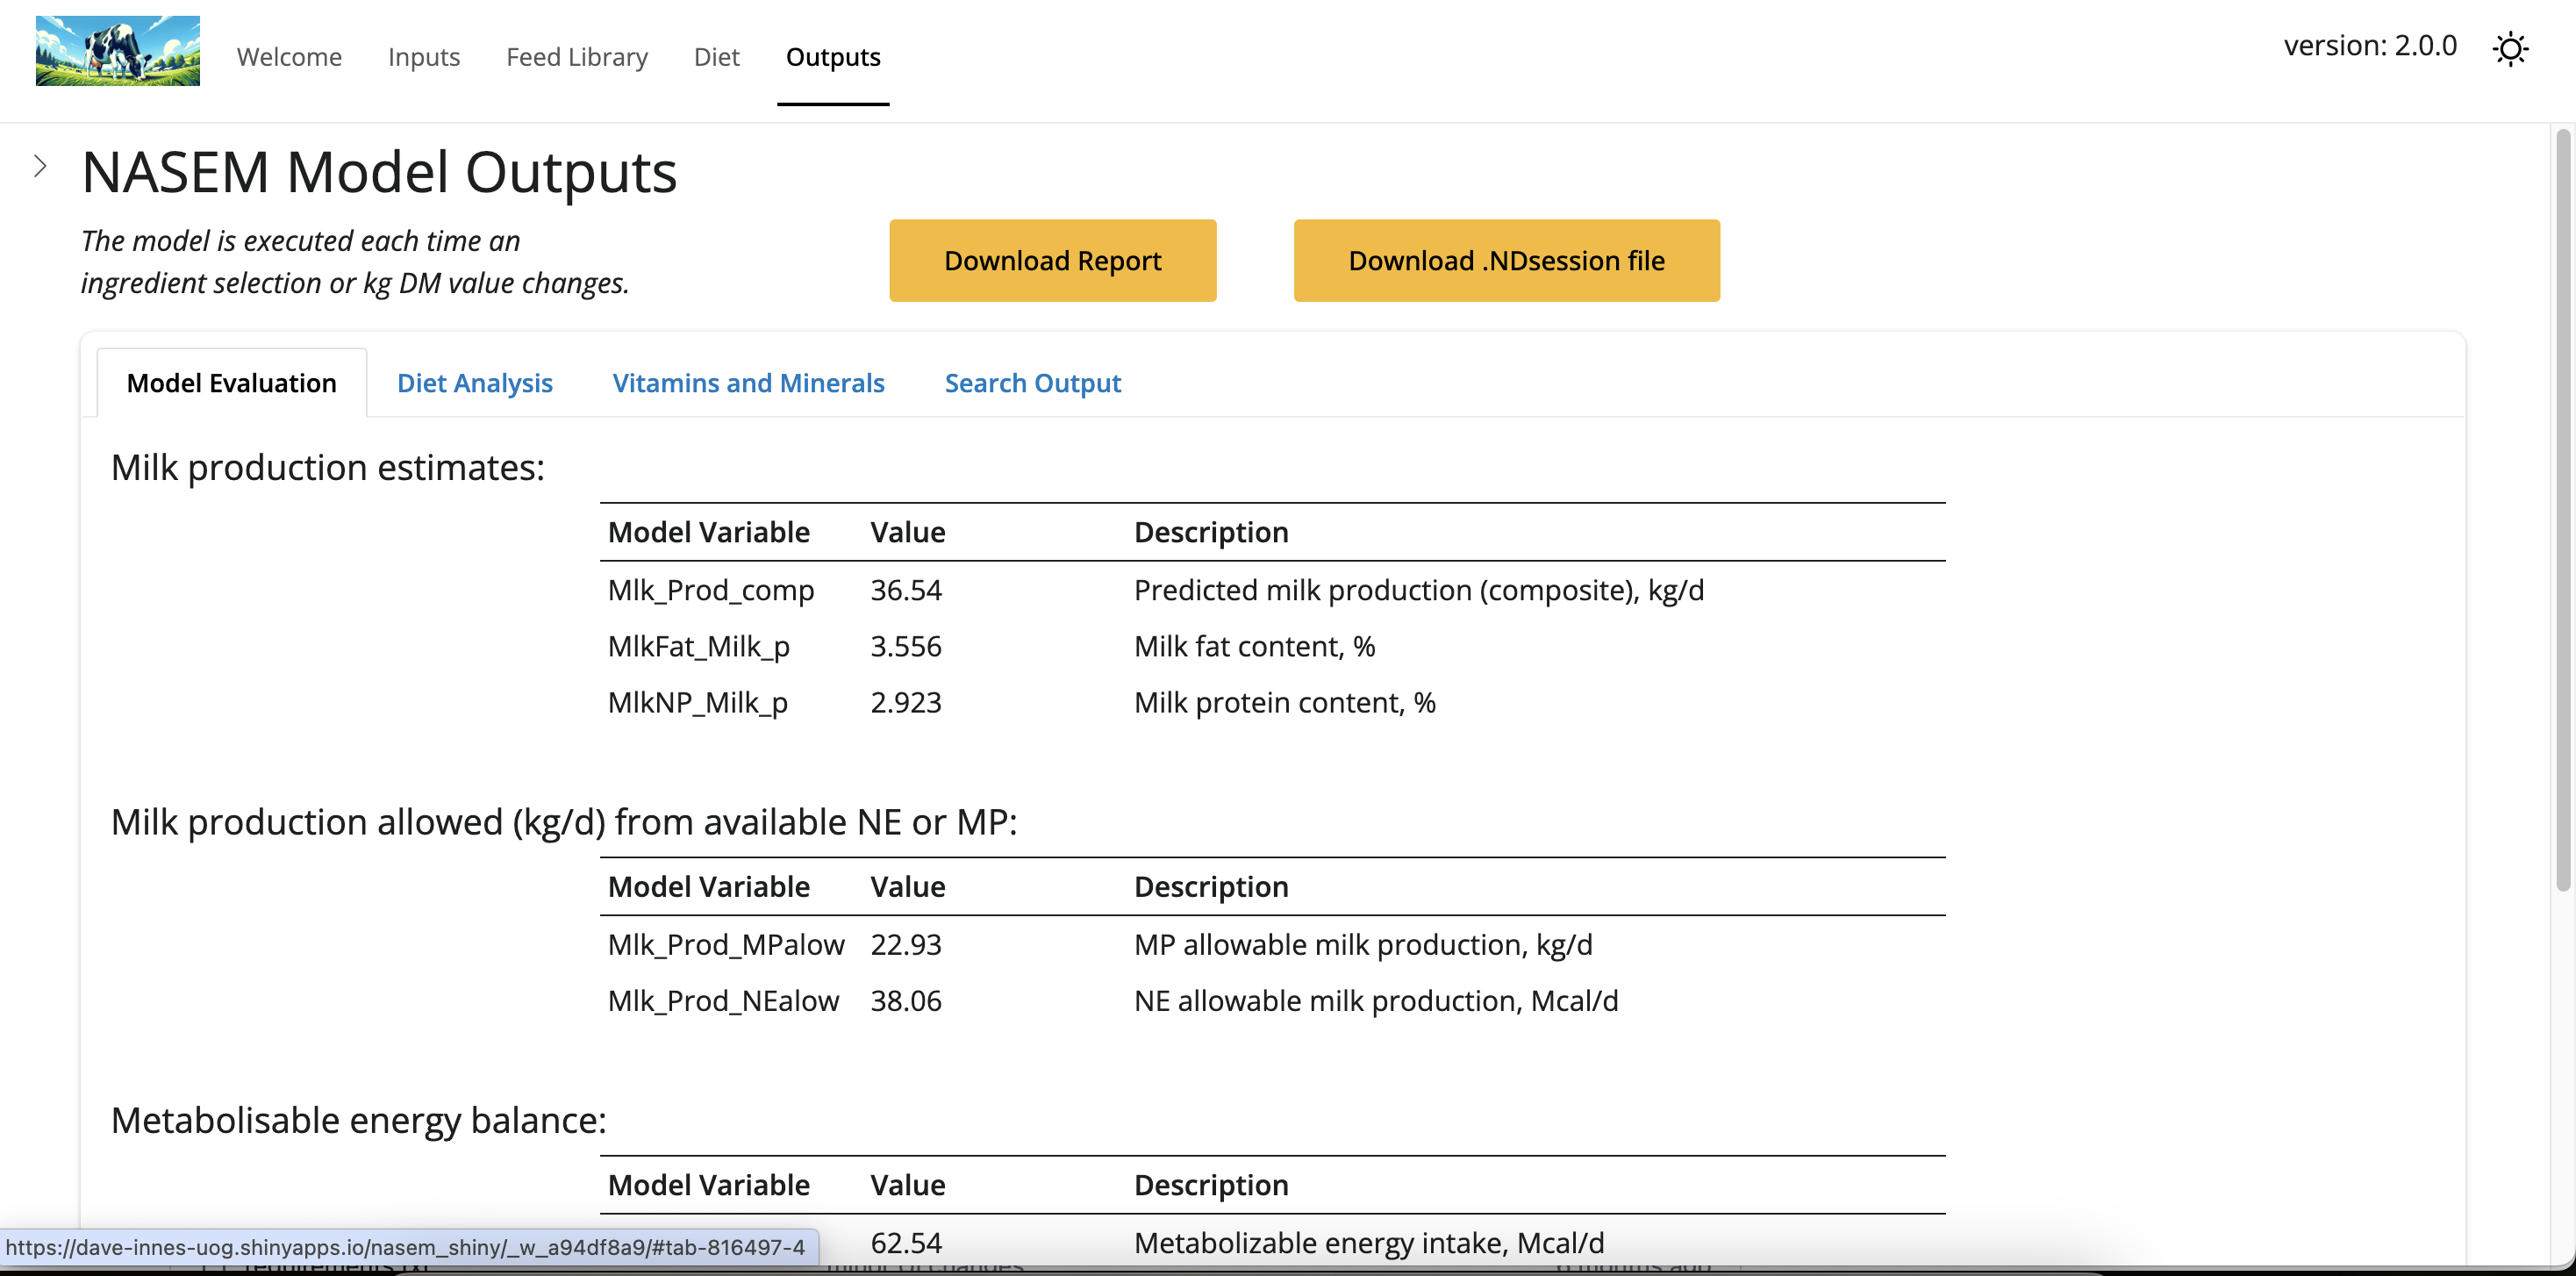 Welcome Inputs Feed Library Diet Outputs version: 2.0.0
NASEM Model Outputs
The model is executed each time an
ingredient selection or kg DM value changes.
Download Report Download .NDsession file
Model Evaluation Diet Analysis Vitamins and Minerals Search Output
Milk production estimates:
Model Variable Value Description
Mlk_Prod_comp 36.54 Predicted milk production (composite), kg/d
MlkFat_Milk_p 3.556 Milk fat content, %
MlkNP_Milk_p 2.923 Milk protein content, %
Milk production allowed (kg/d) from available NE or MP:
Model Variable Value Description
Mlk_Prod_MPalow 22.93 MP allowable milk production, kg/d
Mlk_Prod_NEalow 38.06 NE allowable milk production, Mcal/d
Metabolisable energy balance:
Model Variable Value Description
62.54 Metabolizable energy intake, Mcal/d
https://dave-innes-uog.shinyapps.io/nasem_shiny/_w_a94df8a9/#tab-816497-4